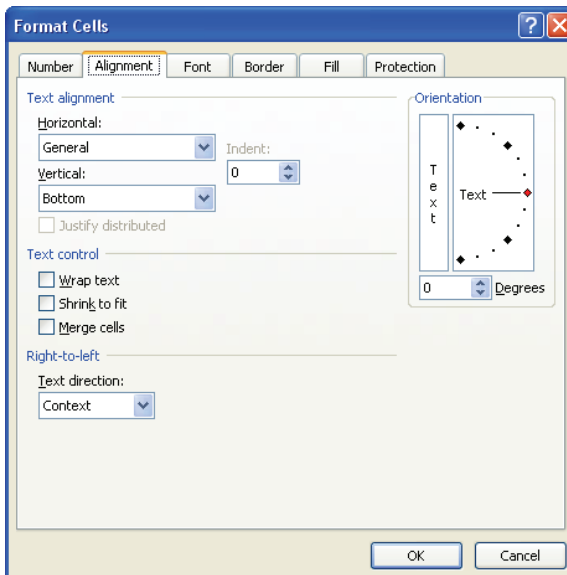 Format Cells
Number Alignment Font Border Fill Protection
Text alignment
Horizontal:
General
Indent:
0
Vertical:
Bottom
Justify distributed
Text control
Wrap text
Shrink to fit
Merge cells
Right-to-left
Text direction:
Context
Orientation
Text
Text
0 Degrees
OK Cancel